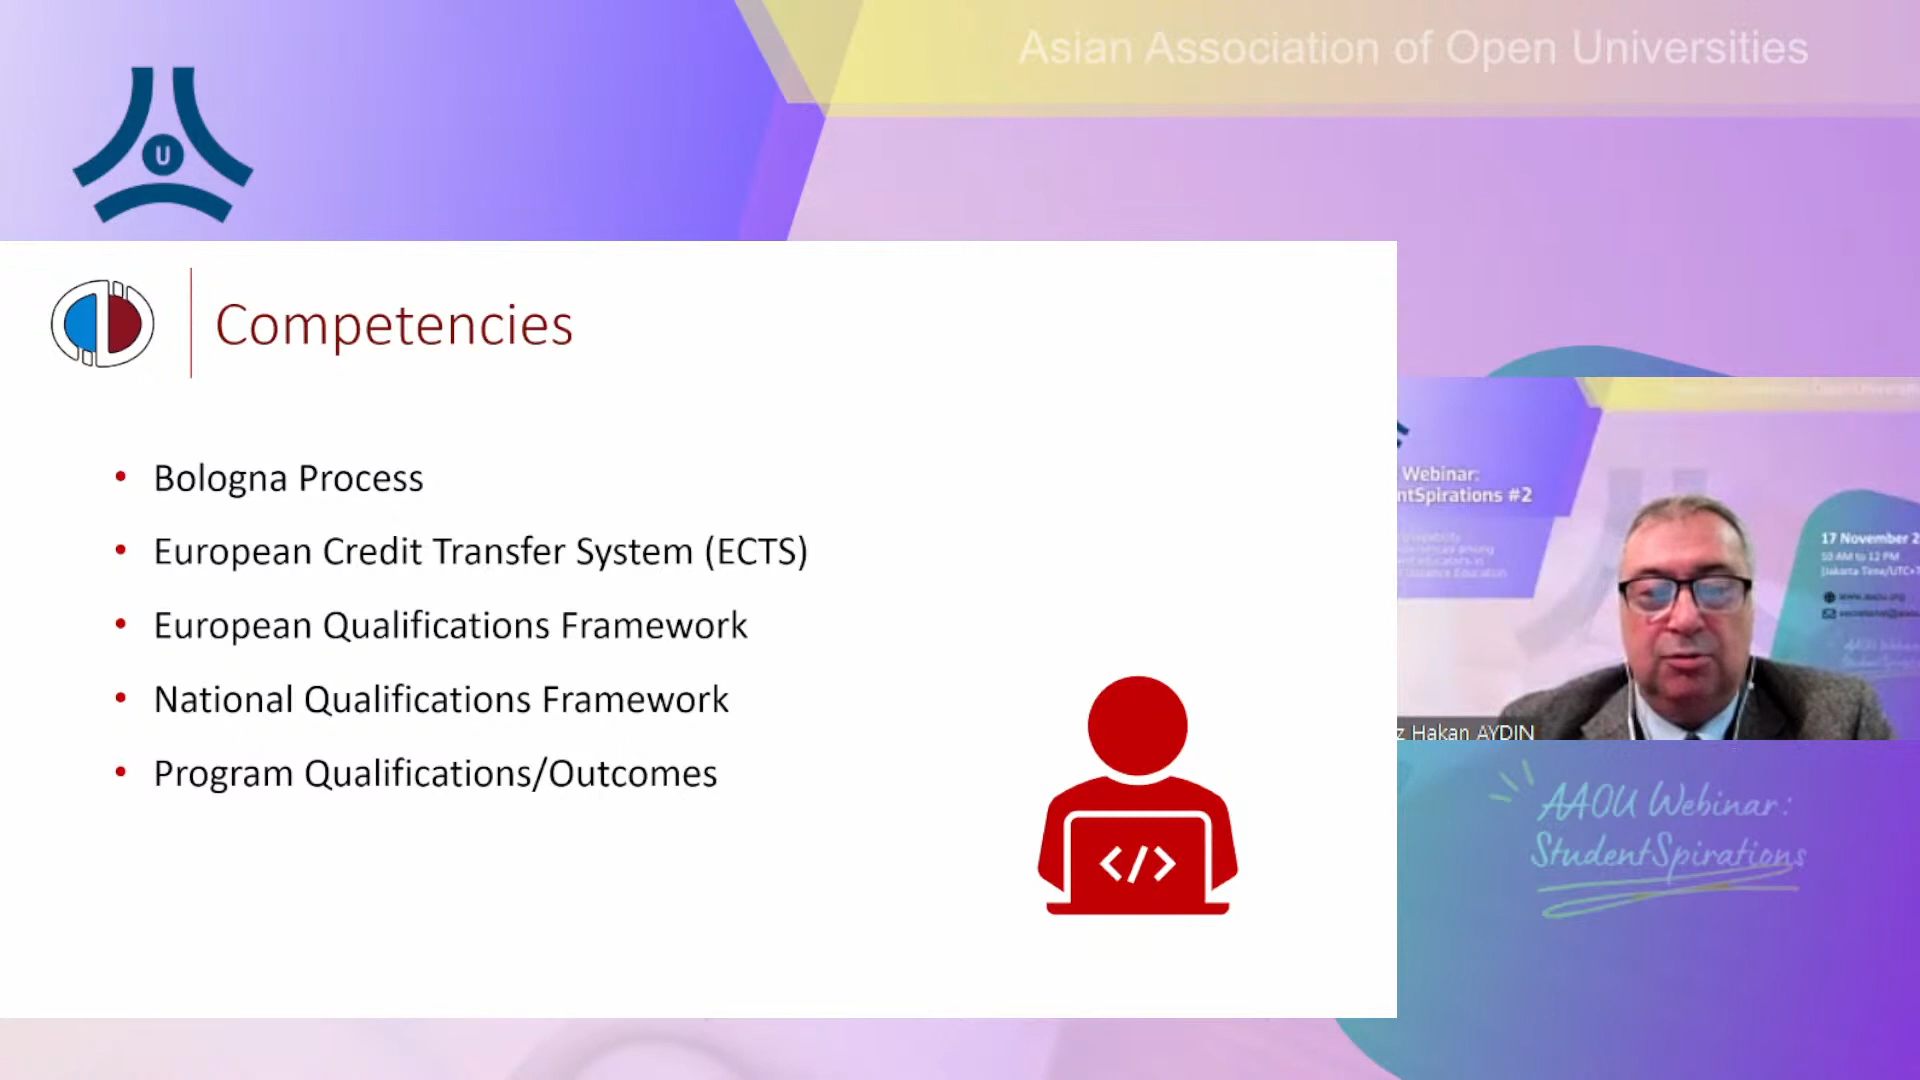 Asian Association of Open Universities
U
Competencies
• Bologna Process
• European Credit Transfer System (ECTS)
• European Qualifications Framework
• National Qualifications Framework
• Program Qualifications/Outcomes
</>
Webinar:
ntSpirations #2
17 November 2
10 AM to 12 PM
(Jakarta Time/UTC+7
www.aaou.org
z Hakan AYDIN
AAOU Webinar:
StudentSpirations